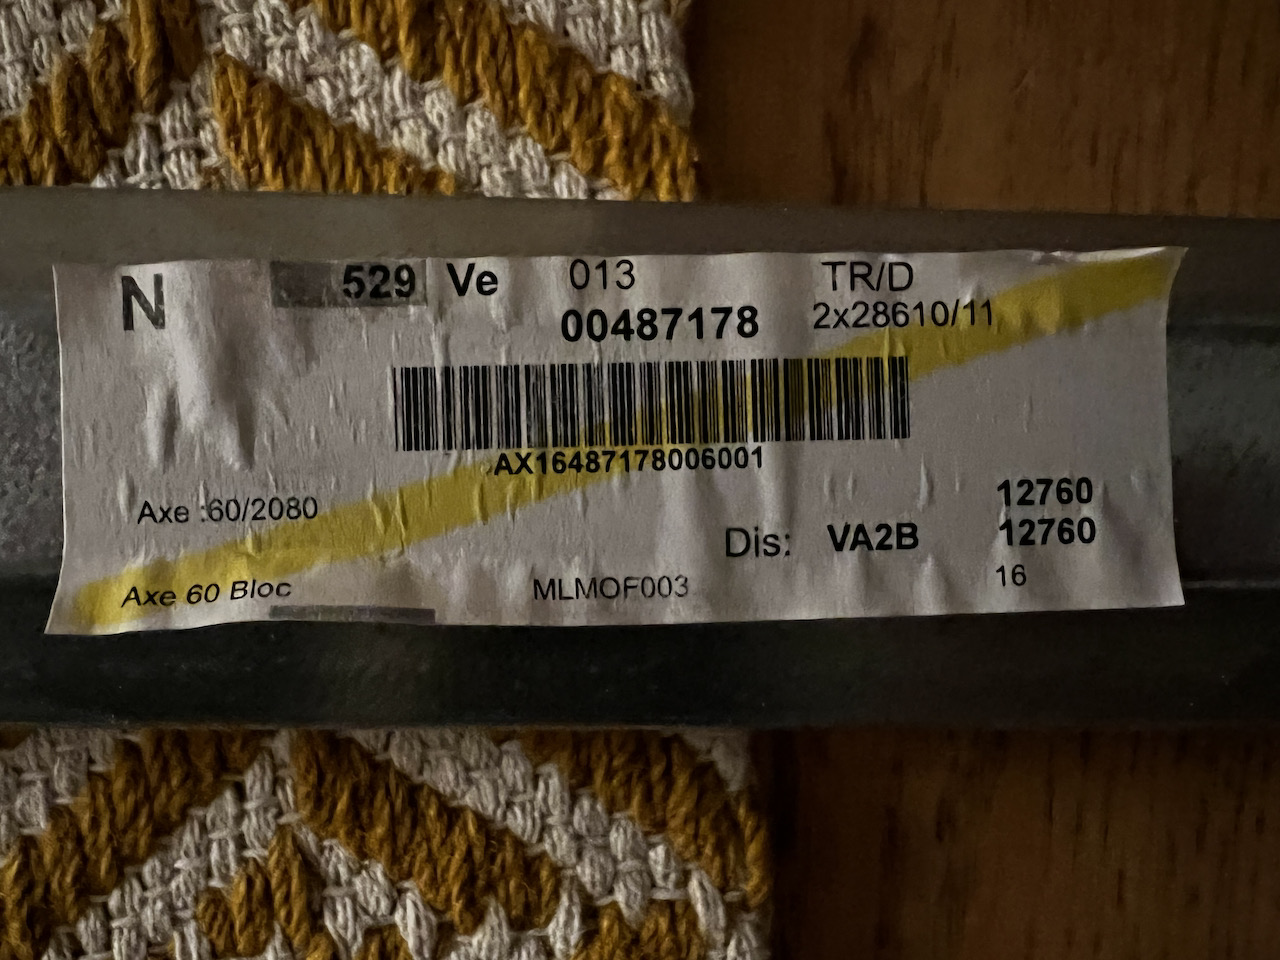 N 529 Ve 013 TR/D
00487178 2x28610/11
AX16487178006001
Axe :60/2080 12760
Dis: VA2B 12760
Axe 60 Bloc MLMOF003 16